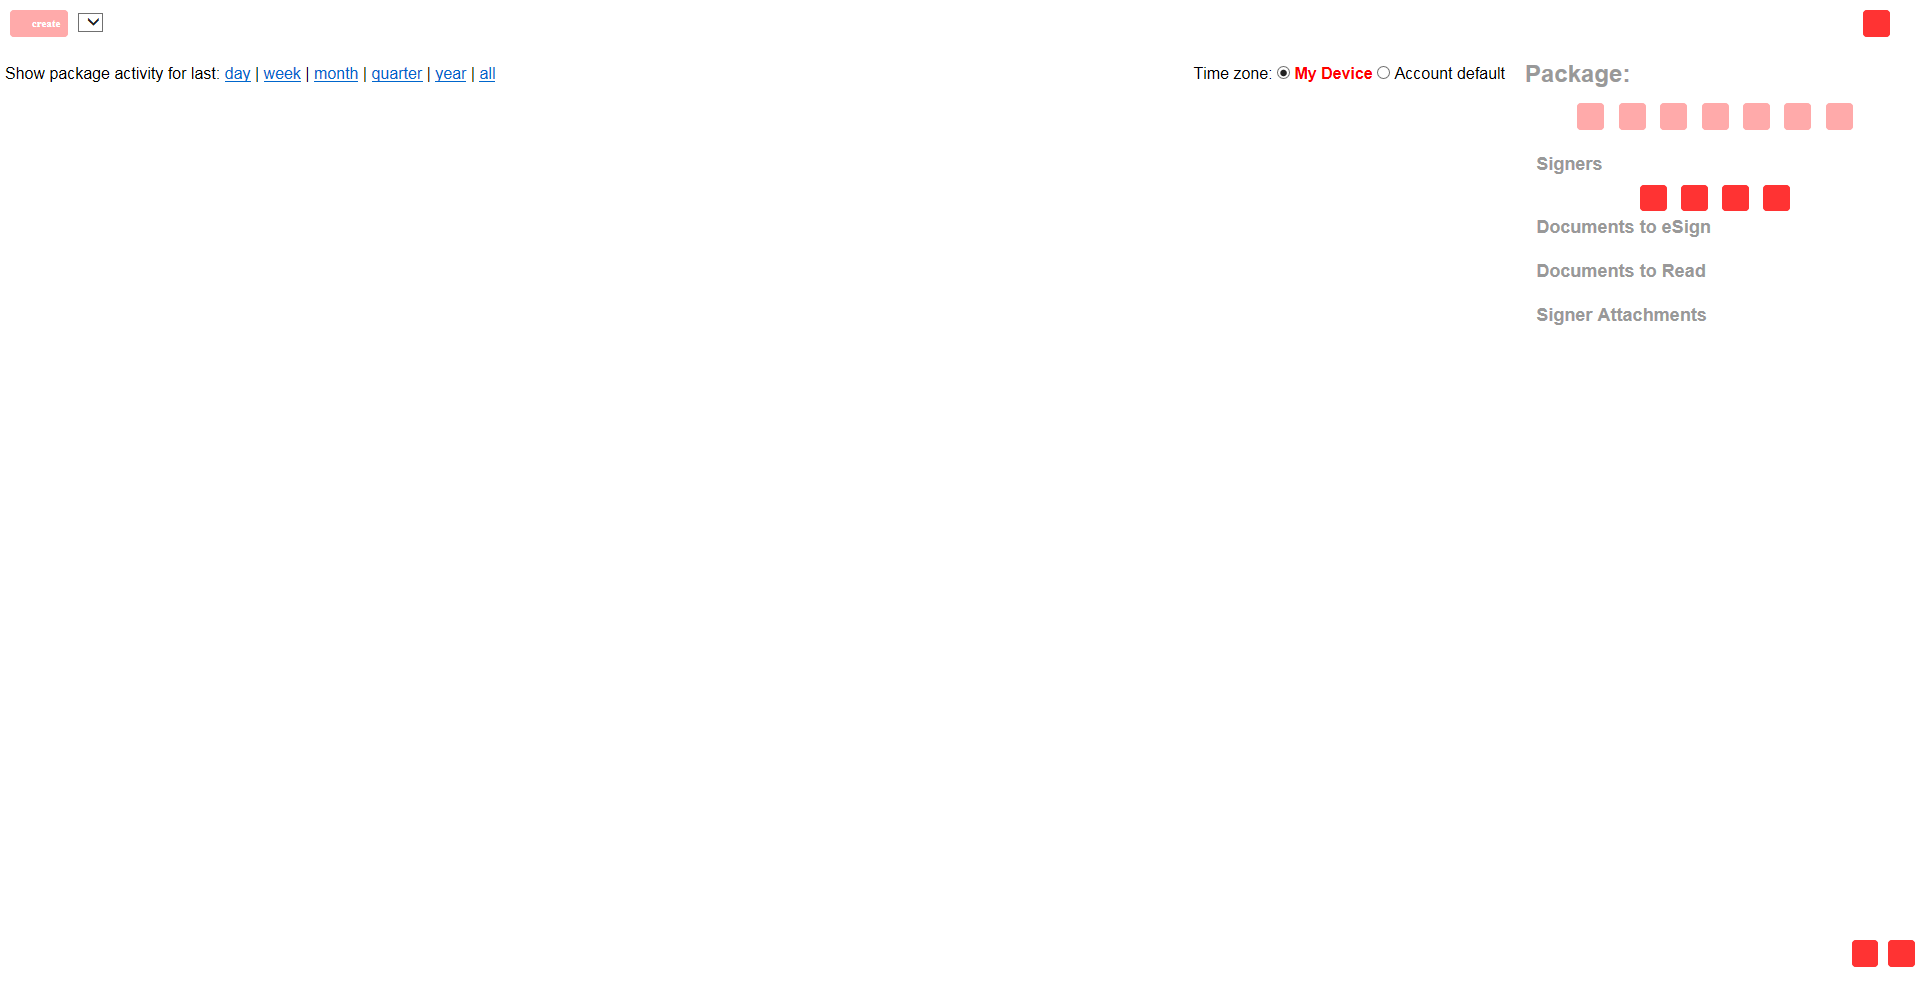 create
Show package activity for last: day | week | month | quarter | year | all
Time zone: My Device Account default
Package:
Signers
Documents to eSign
Documents to Read
Signer Attachments